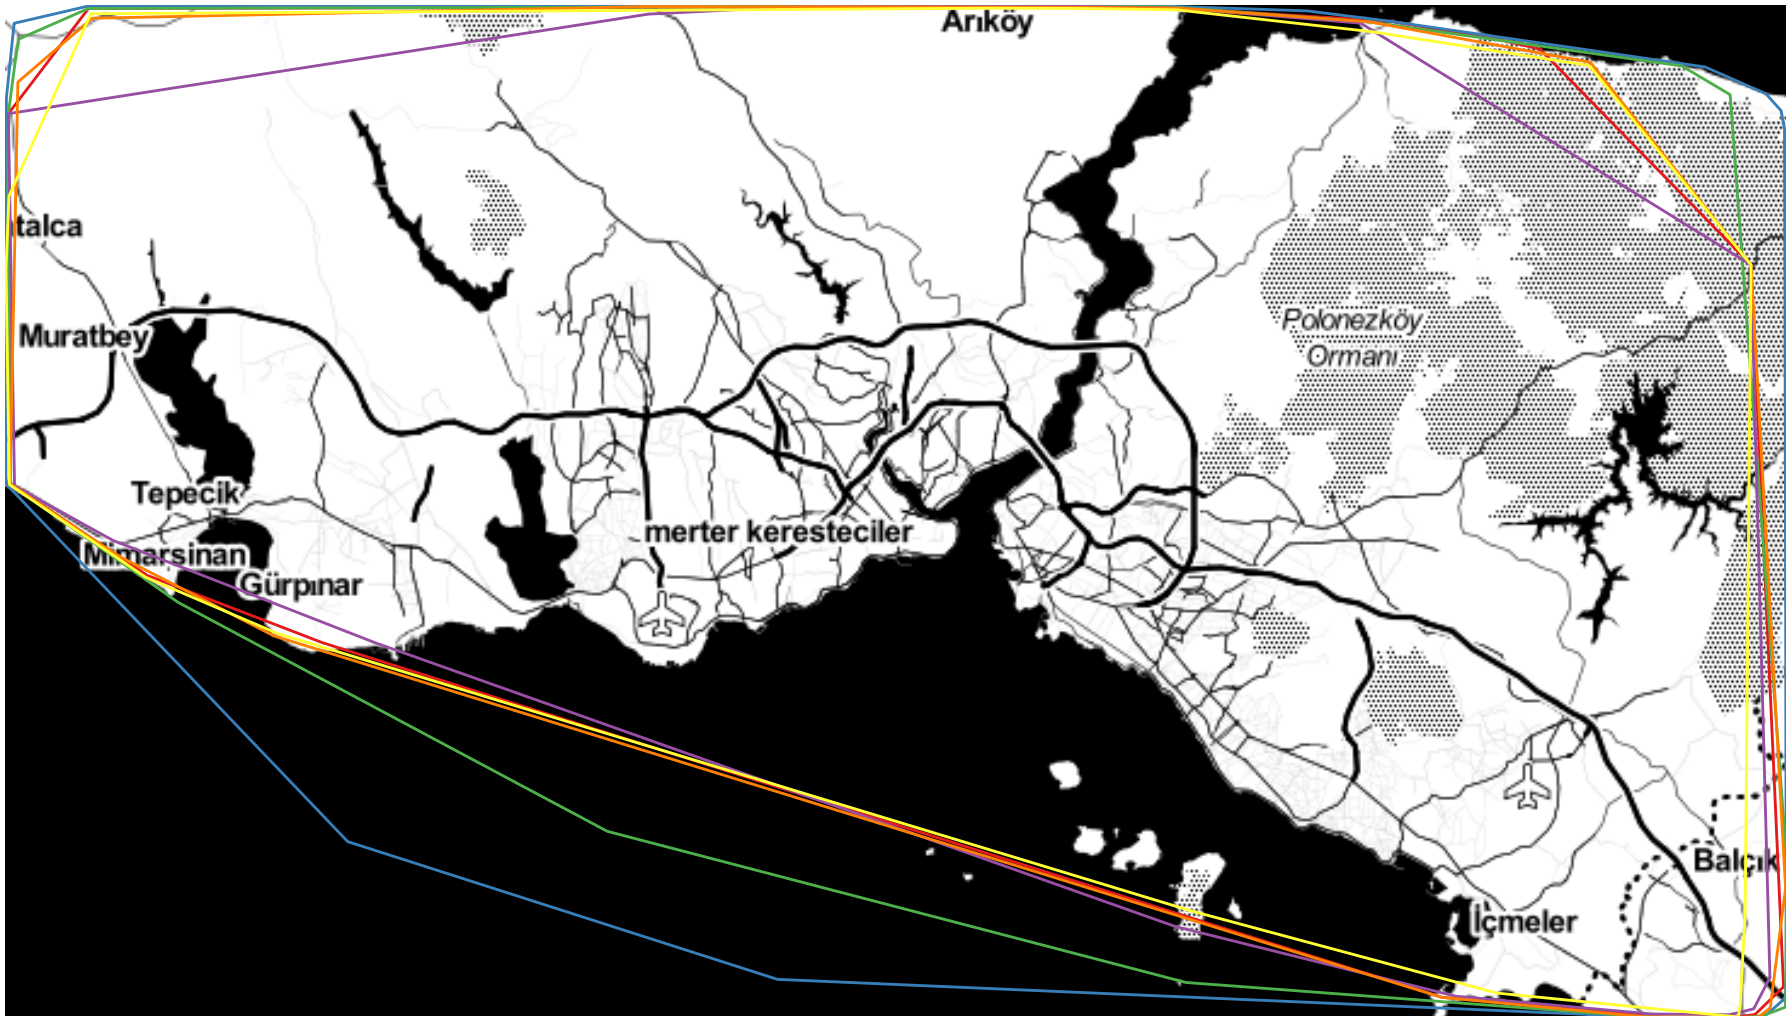 Arıköy
talca
Muratbey
Polonezköy
Ormanı
Tepecik
merter keresteciler
Mimarsinan
Gürpınar
Balçık
İçmeler